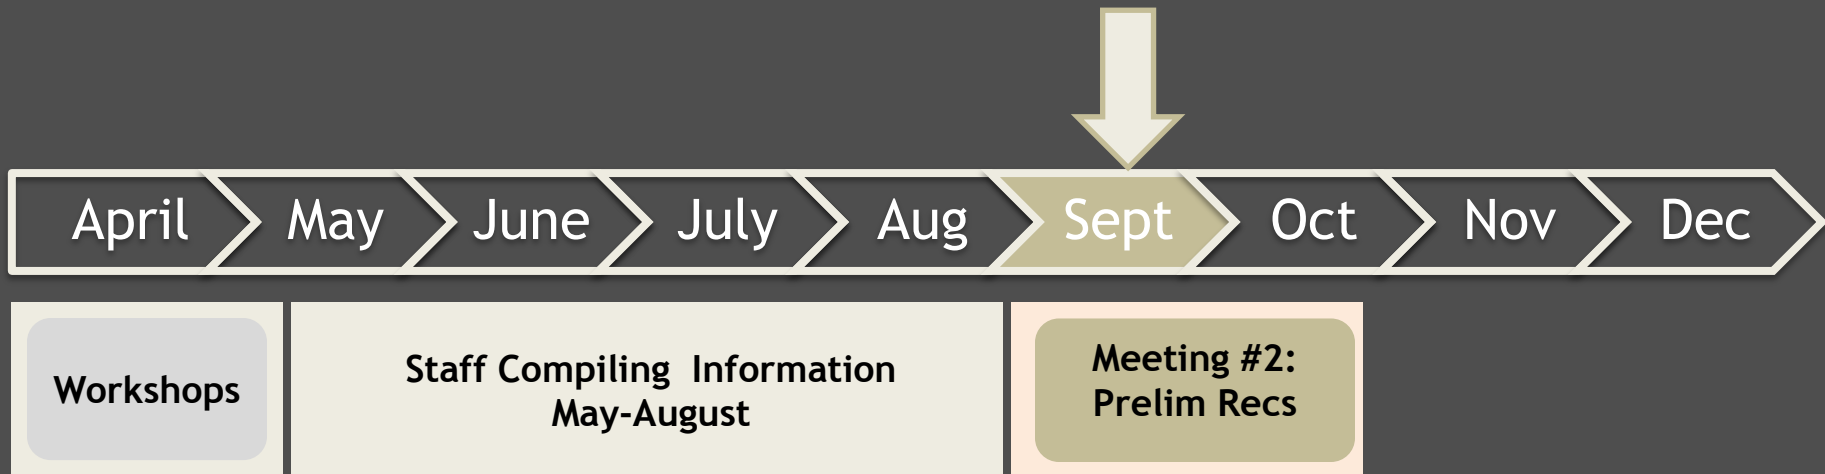 April May June July Aug Sept Oct Nov Dec
Workshops
Staff Compiling Information
May-August
Meeting #2:
Prelim Recs